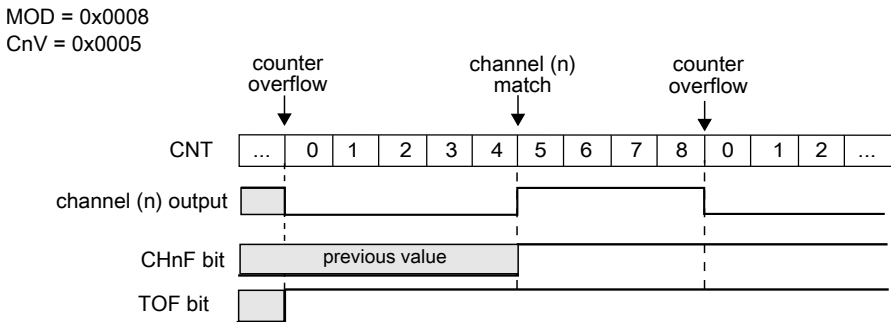 MOD = 0x0008
CnV = 0x0005
counter overflow
channel (n) match
counter overflow
CNT ... 0 1 2 3 4 5 6 7 8 0 1 2 ...
channel (n) output
CHnF bit previous value
TOF bit